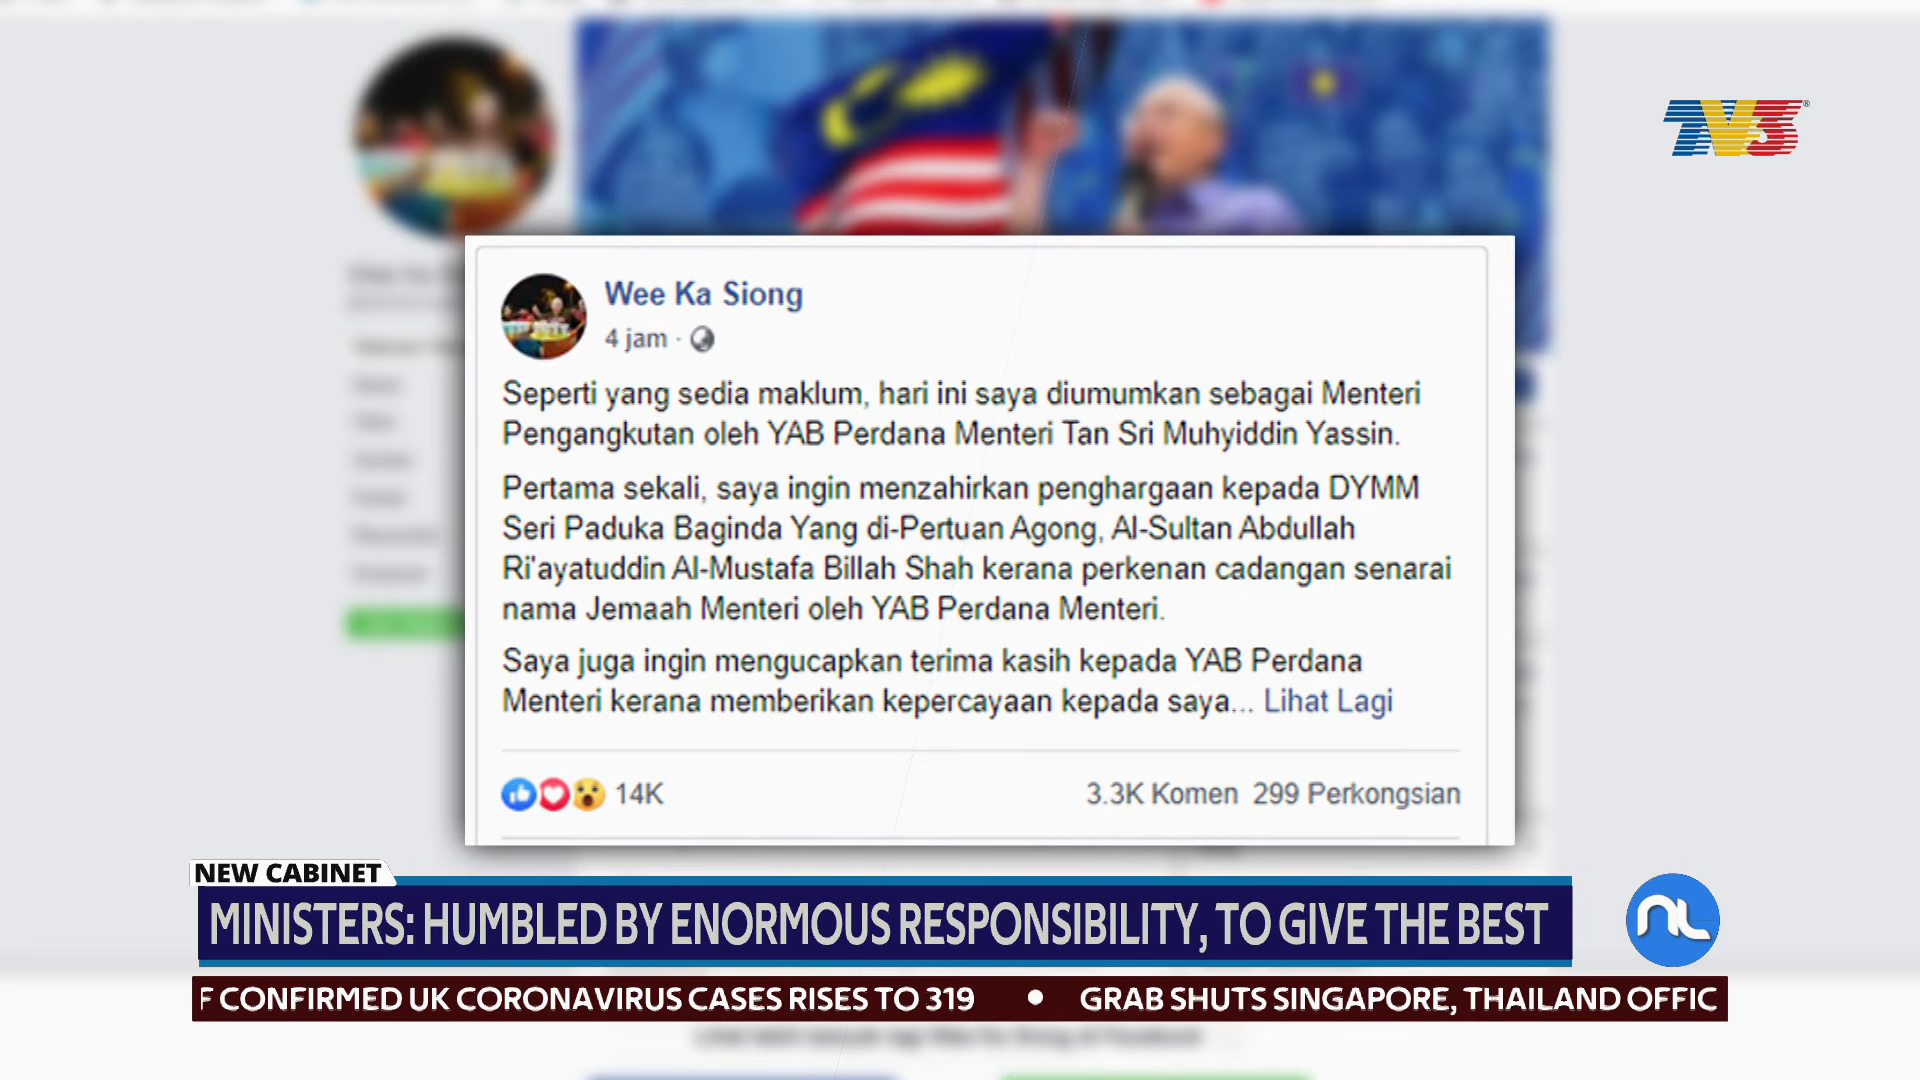 TV3®
Wee Ka Siong
4 jam ·
Seperti yang sedia maklum, hari ini saya diumumkan sebagai Menteri
Pengangkutan oleh YAB Perdana Menteri Tan Sri Muhyiddin Yassin.
Pertama sekali, saya ingin menzahirkan penghargaan kepada DYMM
Seri Paduka Baginda Yang di-Pertuan Agong, Al-Sultan Abdullah
Ri'ayatuddin Al-Mustafa Billah Shah kerana perkenan cadangan senarai
nama Jemaah Menteri oleh YAB Perdana Menteri.
Saya juga ingin mengucapkan terima kasih kepada YAB Perdana
Menteri kerana memberikan kepercayaan kepada saya... Lihat Lagi
14K
3.3K Komen 299 Perkongsian
NEW CABINET
MINISTERS: HUMBLED BY ENORMOUS RESPONSIBILITY, TO GIVE THE BEST
F CONFIRMED UK CORONAVIRUS CASES RISES TO 319 • GRAB SHUTS SINGAPORE, THAILAND OFFIC